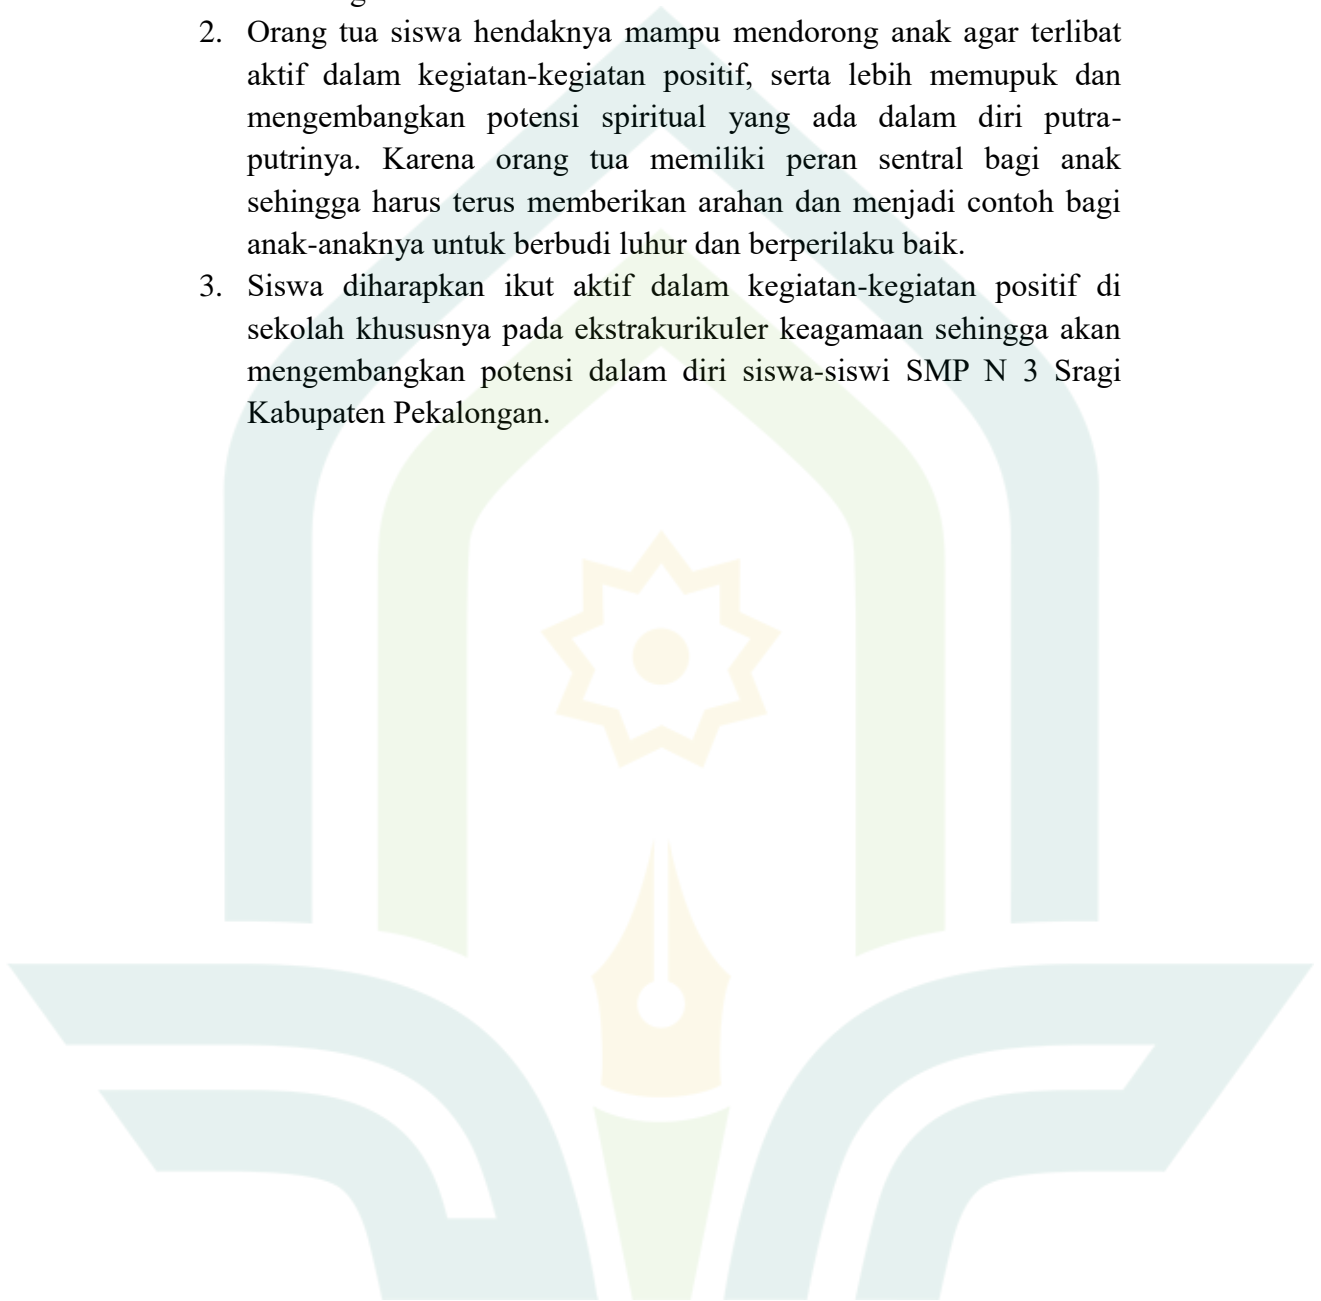 2. Orang tua siswa hendaknya mampu mendorong anak agar terlibat
aktif dalam kegiatan-kegiatan positif, serta lebih memupuk dan
mengembangkan potensi spiritual yang ada dalam diri putra-
putrinya. Karena orang tua memiliki peran sentral bagi anak
sehingga harus terus memberikan arahan dan menjadi contoh bagi
anak-anaknya untuk berbudi luhur dan berperilaku baik.
3. Siswa diharapkan ikut aktif dalam kegiatan-kegiatan positif di
sekolah khususnya pada ekstrakurikuler keagamaan sehingga akan
mengembangkan potensi dalam diri siswa-siswi SMP N 3 Sragi
Kabupaten Pekalongan.